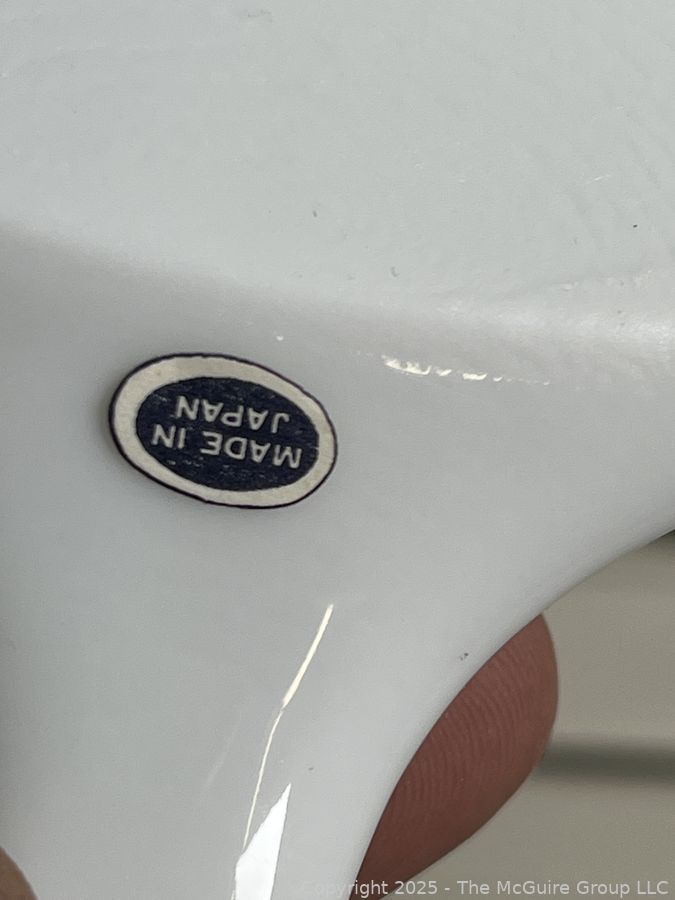 MADE IN
JAPAN
Copyright 2025 - The McGuire Group LLC